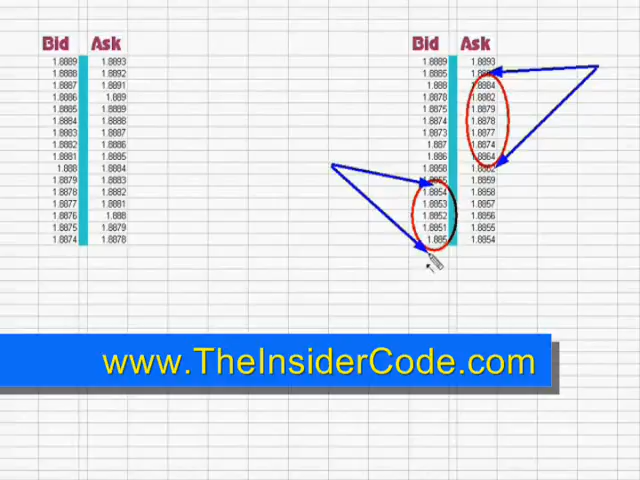 Bid Ask Bid Ask
1.8889 1.8893 1.8889 1.8893
1.8888 1.8892 1.8885
1.8887 1.8891 1.888 1.8884
1.8886 1.889 1.8878 1.8882
1.8885 1.8889 1.8875 1.8879
1.8884 1.8888 1.8874 1.8878
1.8883 1.8887 1.8873 1.8877
1.8882 1.8886 1.887 1.8874
1.8881 1.8885 1.886 1.8864
1.888 1.8884 1.8858
1.8879 1.8883 1.8855 1.8859
1.8878 1.8882 1.8854 1.8858
1.8877 1.8881 1.8853 1.8857
1.8876 1.888 1.8852 1.8856
1.8875 1.8879 1.8851 1.8855
1.8874 1.8878 1.885 1.8854
www.TheInsiderCode.com